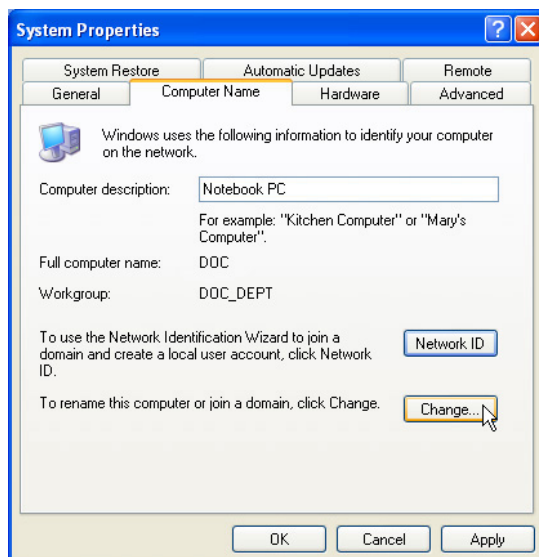 System Properties
?
System Restore Automatic Updates Remote
General Computer Name Hardware Advanced
Windows uses the following information to identify your computer
on the network.
Computer description: Notebook PC
For example: "Kitchen Computer" or "Mary's
Computer".
Full computer name: DOC
Workgroup: DOC_DEPT
To use the Network Identification Wizard to join a
domain and create a local user account, click Network
ID.
Network ID
To rename this computer or join a domain, click Change.
Change...
OK Cancel Apply